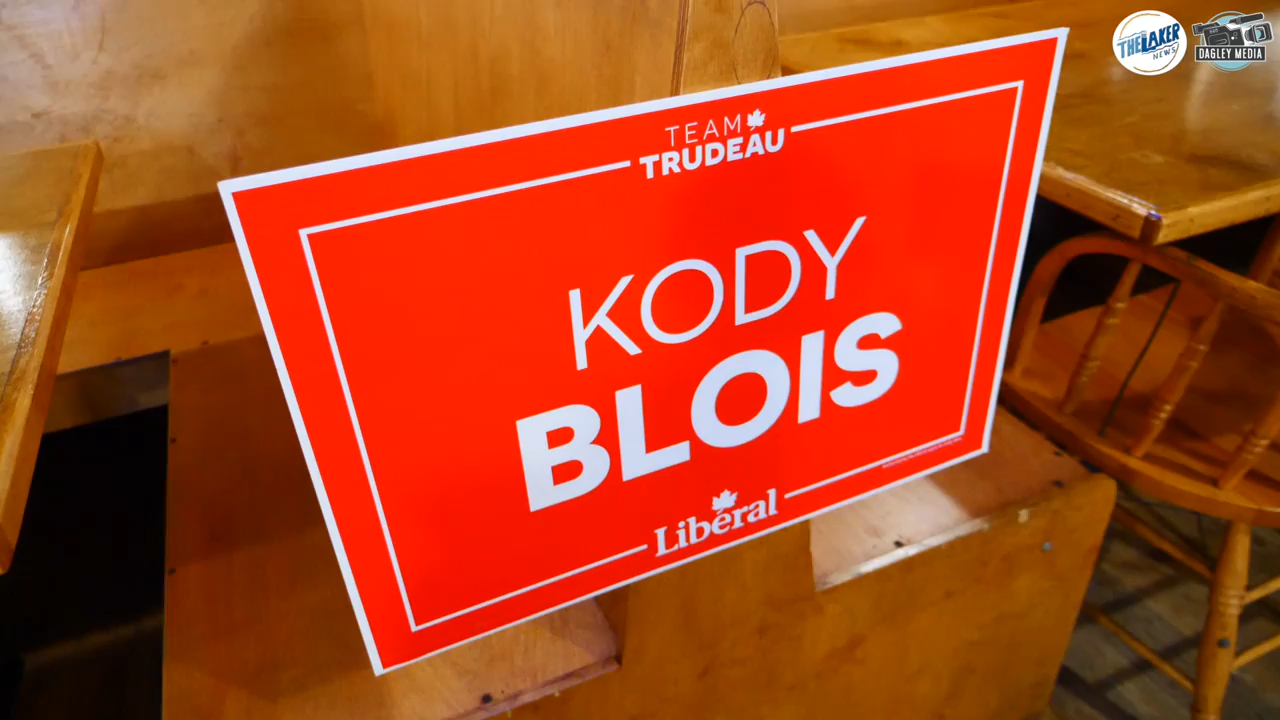 THE LAKER
NEWS
DAGLEY MEDIA
TEAM
TRUDEAU
KODY
BLOIS
Liberal